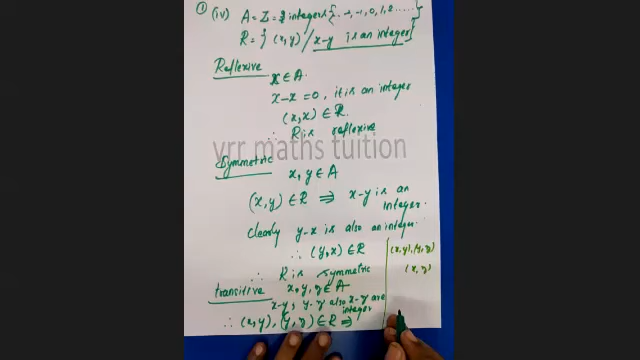 ① (iv) A = Z = {integers {. -2, -1, 0, 1, 2 .....}
R = { (x, y) / x-y is an integer}
Reflexive
x ∈ A
x-x = 0, it is an integer
(x, x) ∈ R.
∴ R is reflexive
vrr maths tuition
Symmetric
x, y ∈ A
(x, y) ∈ R ⇒ x-y is an integer.
clearly y-x is also an integer.
∴ (y, x) ∈ R
∴ R is symmetric
transitive x, y, z ∈ A
x-y, y-z also x-z are integer
∴ (x, y), (y, z) ∈ R ⇒
(x, y), (y, z)
(x, z)